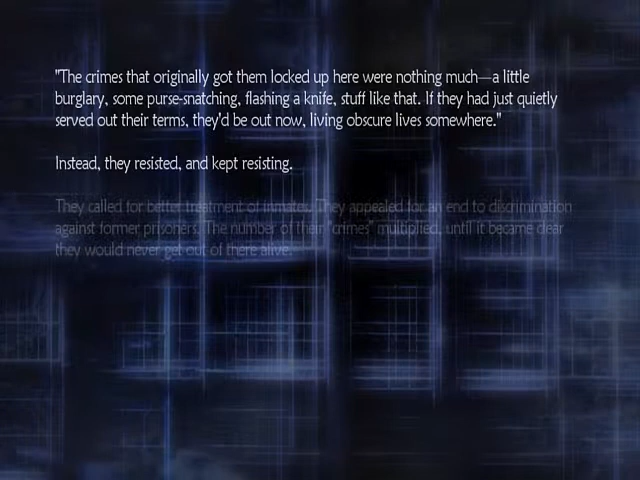 "The crimes that originally got them locked up here were nothing much—a little
burglary, some purse-snatching, flashing a knife, stuff like that. If they had just quietly
served out their terms, they'd be out now, living obscure lives somewhere."
Instead, they resisted, and kept resisting.
They called for better treatment of inmates. They appealed for an end to discrimination
against former prisoners. The number of their "crimes" multiplied, until it became clear
they would never get out of there alive.